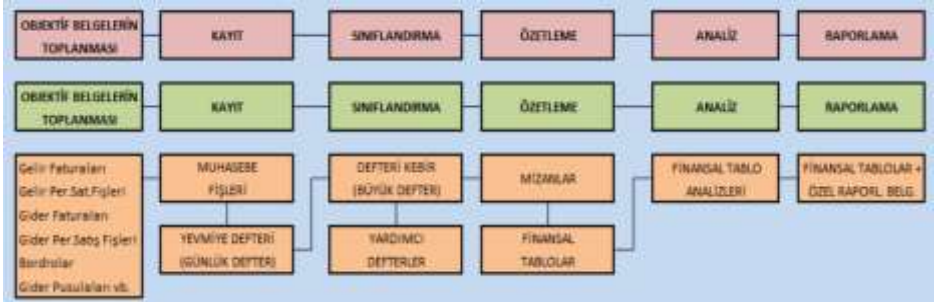 OBJEKTİF BELGELERİN
TOPLANMASI
KAYIT
SINIFLANDIRMA
ÖZETLEME
ANALİZ
RAPORLAMA
OBJEKTİF BELGELERİN
TOPLANMASI
KAYIT
SINIFLANDIRMA
ÖZETLEME
ANALİZ
RAPORLAMA
Gelir Faturaları
Gelir Per.Sat.Fişleri
Gider Faturaları
Gider Per.Satış Fişleri
Bordrolar
Gider Pusulaları vb.
MUHASEBE
FİŞLERİ
YEVMİYE DEFTERİ
(GÜNLÜK DEFTER)
DEFTERİ KEBİR
(BÜYÜK DEFTER)
YARDIMCI
DEFTERLER
MİZANLAR
FİNANSAL
TABLOLAR
FİNANSAL TABLO
ANALİZLERİ
FİNANSAL TABLOLAR +
ÖZEL RAPORL. BELG.